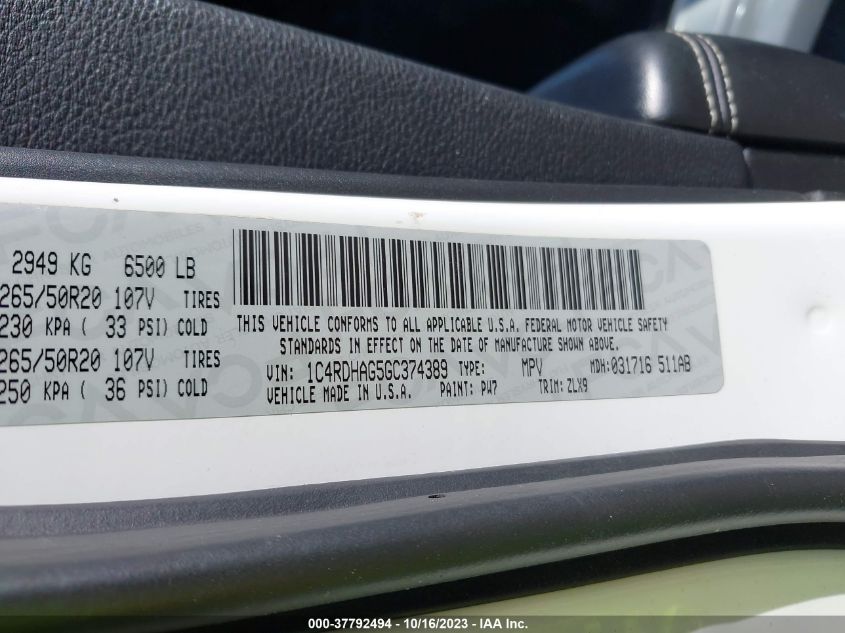 2949 KG 6500 LB
265/50R20 107V TIRES
230 KPA ( 33 PSI) COLD
265/50R20 107V TIRES
250 KPA ( 36 PSI) COLD
THIS VEHICLE CONFORMS TO ALL APPLICABLE U.S.A. FEDERAL MOTOR VEHICLE SAFETY
STANDARDS IN EFFECT ON THE DATE OF MANUFACTURE SHOWN ABOVE.
VIN: 1C4RDHAG5GC374389 TYPE: MPV MDH:031716 511AB
VEHICLE MADE IN U.S.A. PAINT: PW7 TRIM: ZLX9
000-37792494 - 10/16/2023 - IAA Inc.